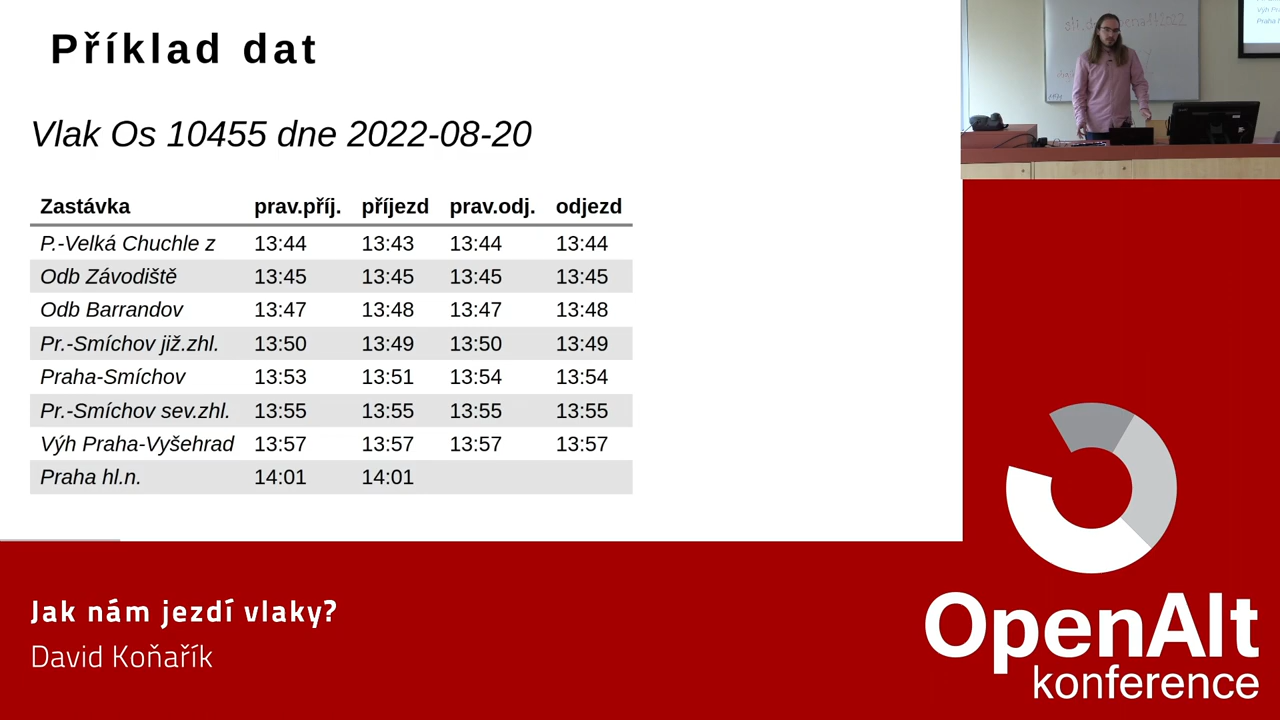 Příklad dat
Vlak Os 10455 dne 2022-08-20
Zastávka prav.příj. příjezd prav.odj. odjezd
P.-Velká Chuchle z 13:44 13:43 13:44 13:44
Odb Závodiště 13:45 13:45 13:45 13:45
Odb Barrandov 13:47 13:48 13:47 13:48
Pr.-Smíchov již.zhl. 13:50 13:49 13:50 13:49
Praha-Smíchov 13:53 13:51 13:54 13:54
Pr.-Smíchov sev.zhl. 13:55 13:55 13:55 13:55
Výh Praha-Vyšehrad 13:57 13:57 13:57 13:57
Praha hl.n. 14:01 14:01
Jak nám jezdí vlaky?
David Koňařík
OpenAlt
konference